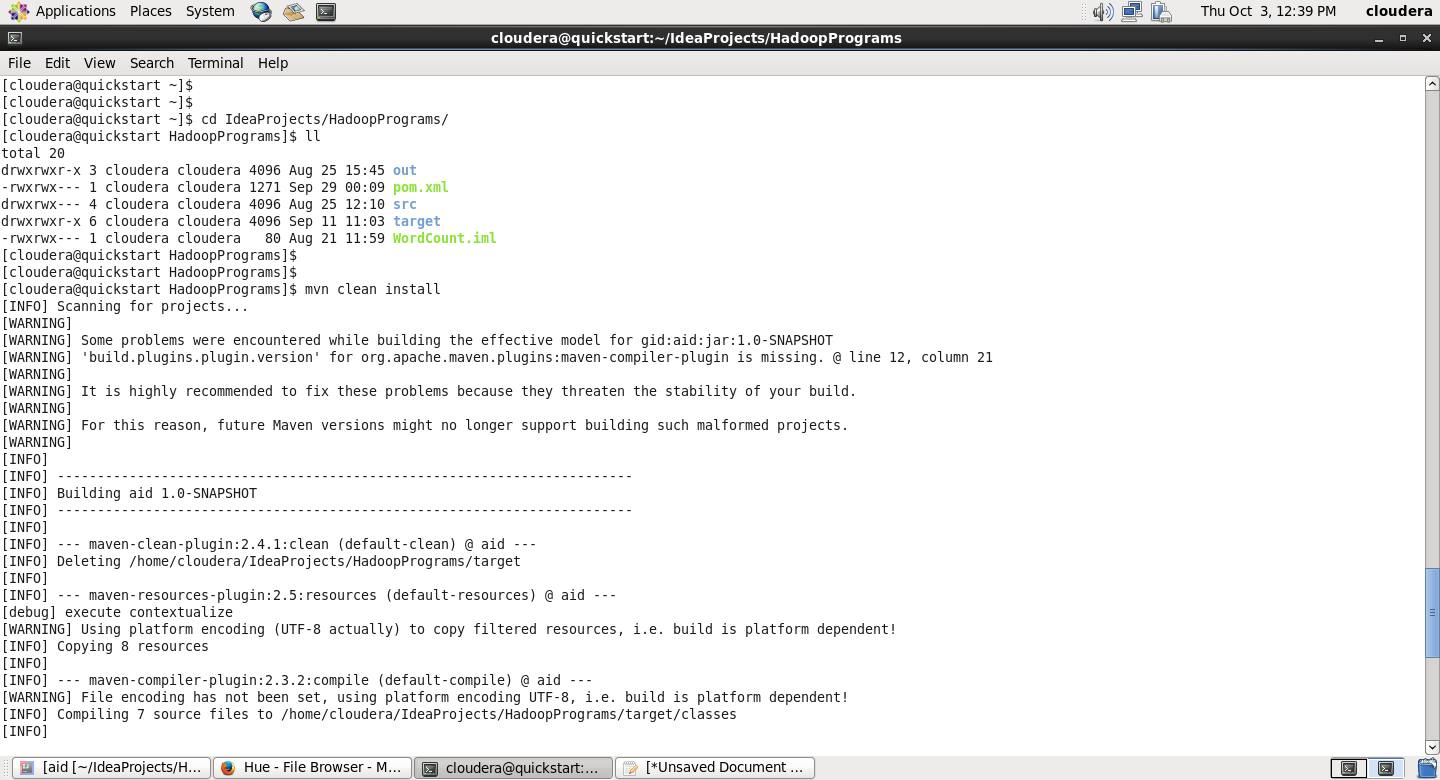 Applications Places System Thu Oct 3, 12:39 PM cloudera
cloudera@quickstart:~/IdeaProjects/HadoopPrograms
File Edit View Search Terminal Help
[cloudera@quickstart ~]$
[cloudera@quickstart ~]$
[cloudera@quickstart ~]$ cd IdeaProjects/HadoopPrograms/
[cloudera@quickstart HadoopPrograms]$ ll
total 20
drwxrwxr-x 3 cloudera cloudera 4096 Aug 25 15:45 out
-rwxrwx--- 1 cloudera cloudera 1271 Sep 29 00:09 pom.xml
drwxrwx--- 4 cloudera cloudera 4096 Aug 25 12:10 src
drwxrwxr-x 6 cloudera cloudera 4096 Sep 11 11:03 target
-rwxrwx--- 1 cloudera cloudera   80 Aug 21 11:59 WordCount.iml
[cloudera@quickstart HadoopPrograms]$
[cloudera@quickstart HadoopPrograms]$
[cloudera@quickstart HadoopPrograms]$ mvn clean install
[INFO] Scanning for projects...
[WARNING]
[WARNING] Some problems were encountered while building the effective model for gid:aid:jar:1.0-SNAPSHOT
[WARNING] 'build.plugins.plugin.version' for org.apache.maven.plugins:maven-compiler-plugin is missing. @ line 12, column 21
[WARNING]
[WARNING] It is highly recommended to fix these problems because they threaten the stability of your build.
[WARNING]
[WARNING] For this reason, future Maven versions might no longer support building such malformed projects.
[WARNING]
[INFO]
[INFO] ------------------------------------------------------------------------
[INFO] Building aid 1.0-SNAPSHOT
[INFO] ------------------------------------------------------------------------
[INFO]
[INFO] --- maven-clean-plugin:2.4.1:clean (default-clean) @ aid ---
[INFO] Deleting /home/cloudera/IdeaProjects/HadoopPrograms/target
[INFO]
[INFO] --- maven-resources-plugin:2.5:resources (default-resources) @ aid ---
[debug] execute contextualize
[WARNING] Using platform encoding (UTF-8 actually) to copy filtered resources, i.e. build is platform dependent!
[INFO] Copying 8 resources
[INFO]
[INFO] --- maven-compiler-plugin:2.3.2:compile (default-compile) @ aid ---
[WARNING] File encoding has not been set, using platform encoding UTF-8, i.e. build is platform dependent!
[INFO] Compiling 7 source files to /home/cloudera/IdeaProjects/HadoopPrograms/target/classes
[INFO]
[aid [~/IdeaProjects/H... Hue - File Browser - M... cloudera@quickstart:... [*Unsaved Document ...